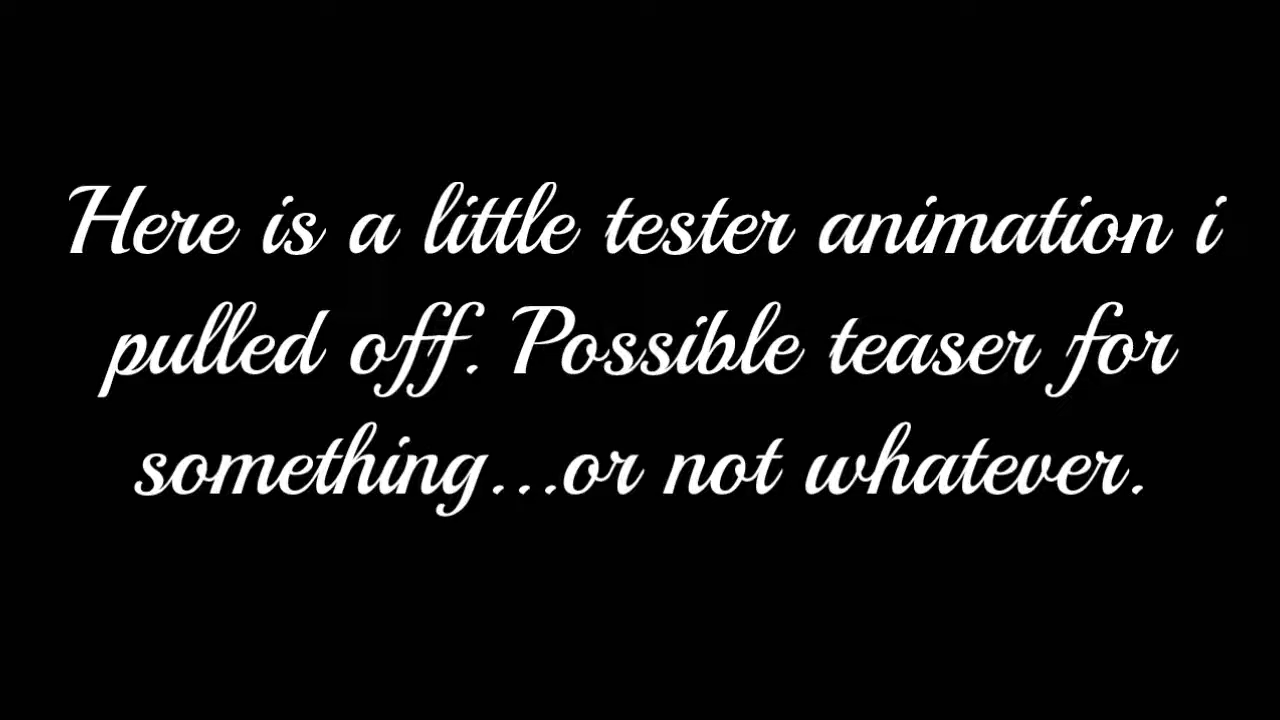 Here is a little tester animation i
pulled off. Possible teaser for
something...or not whatever.